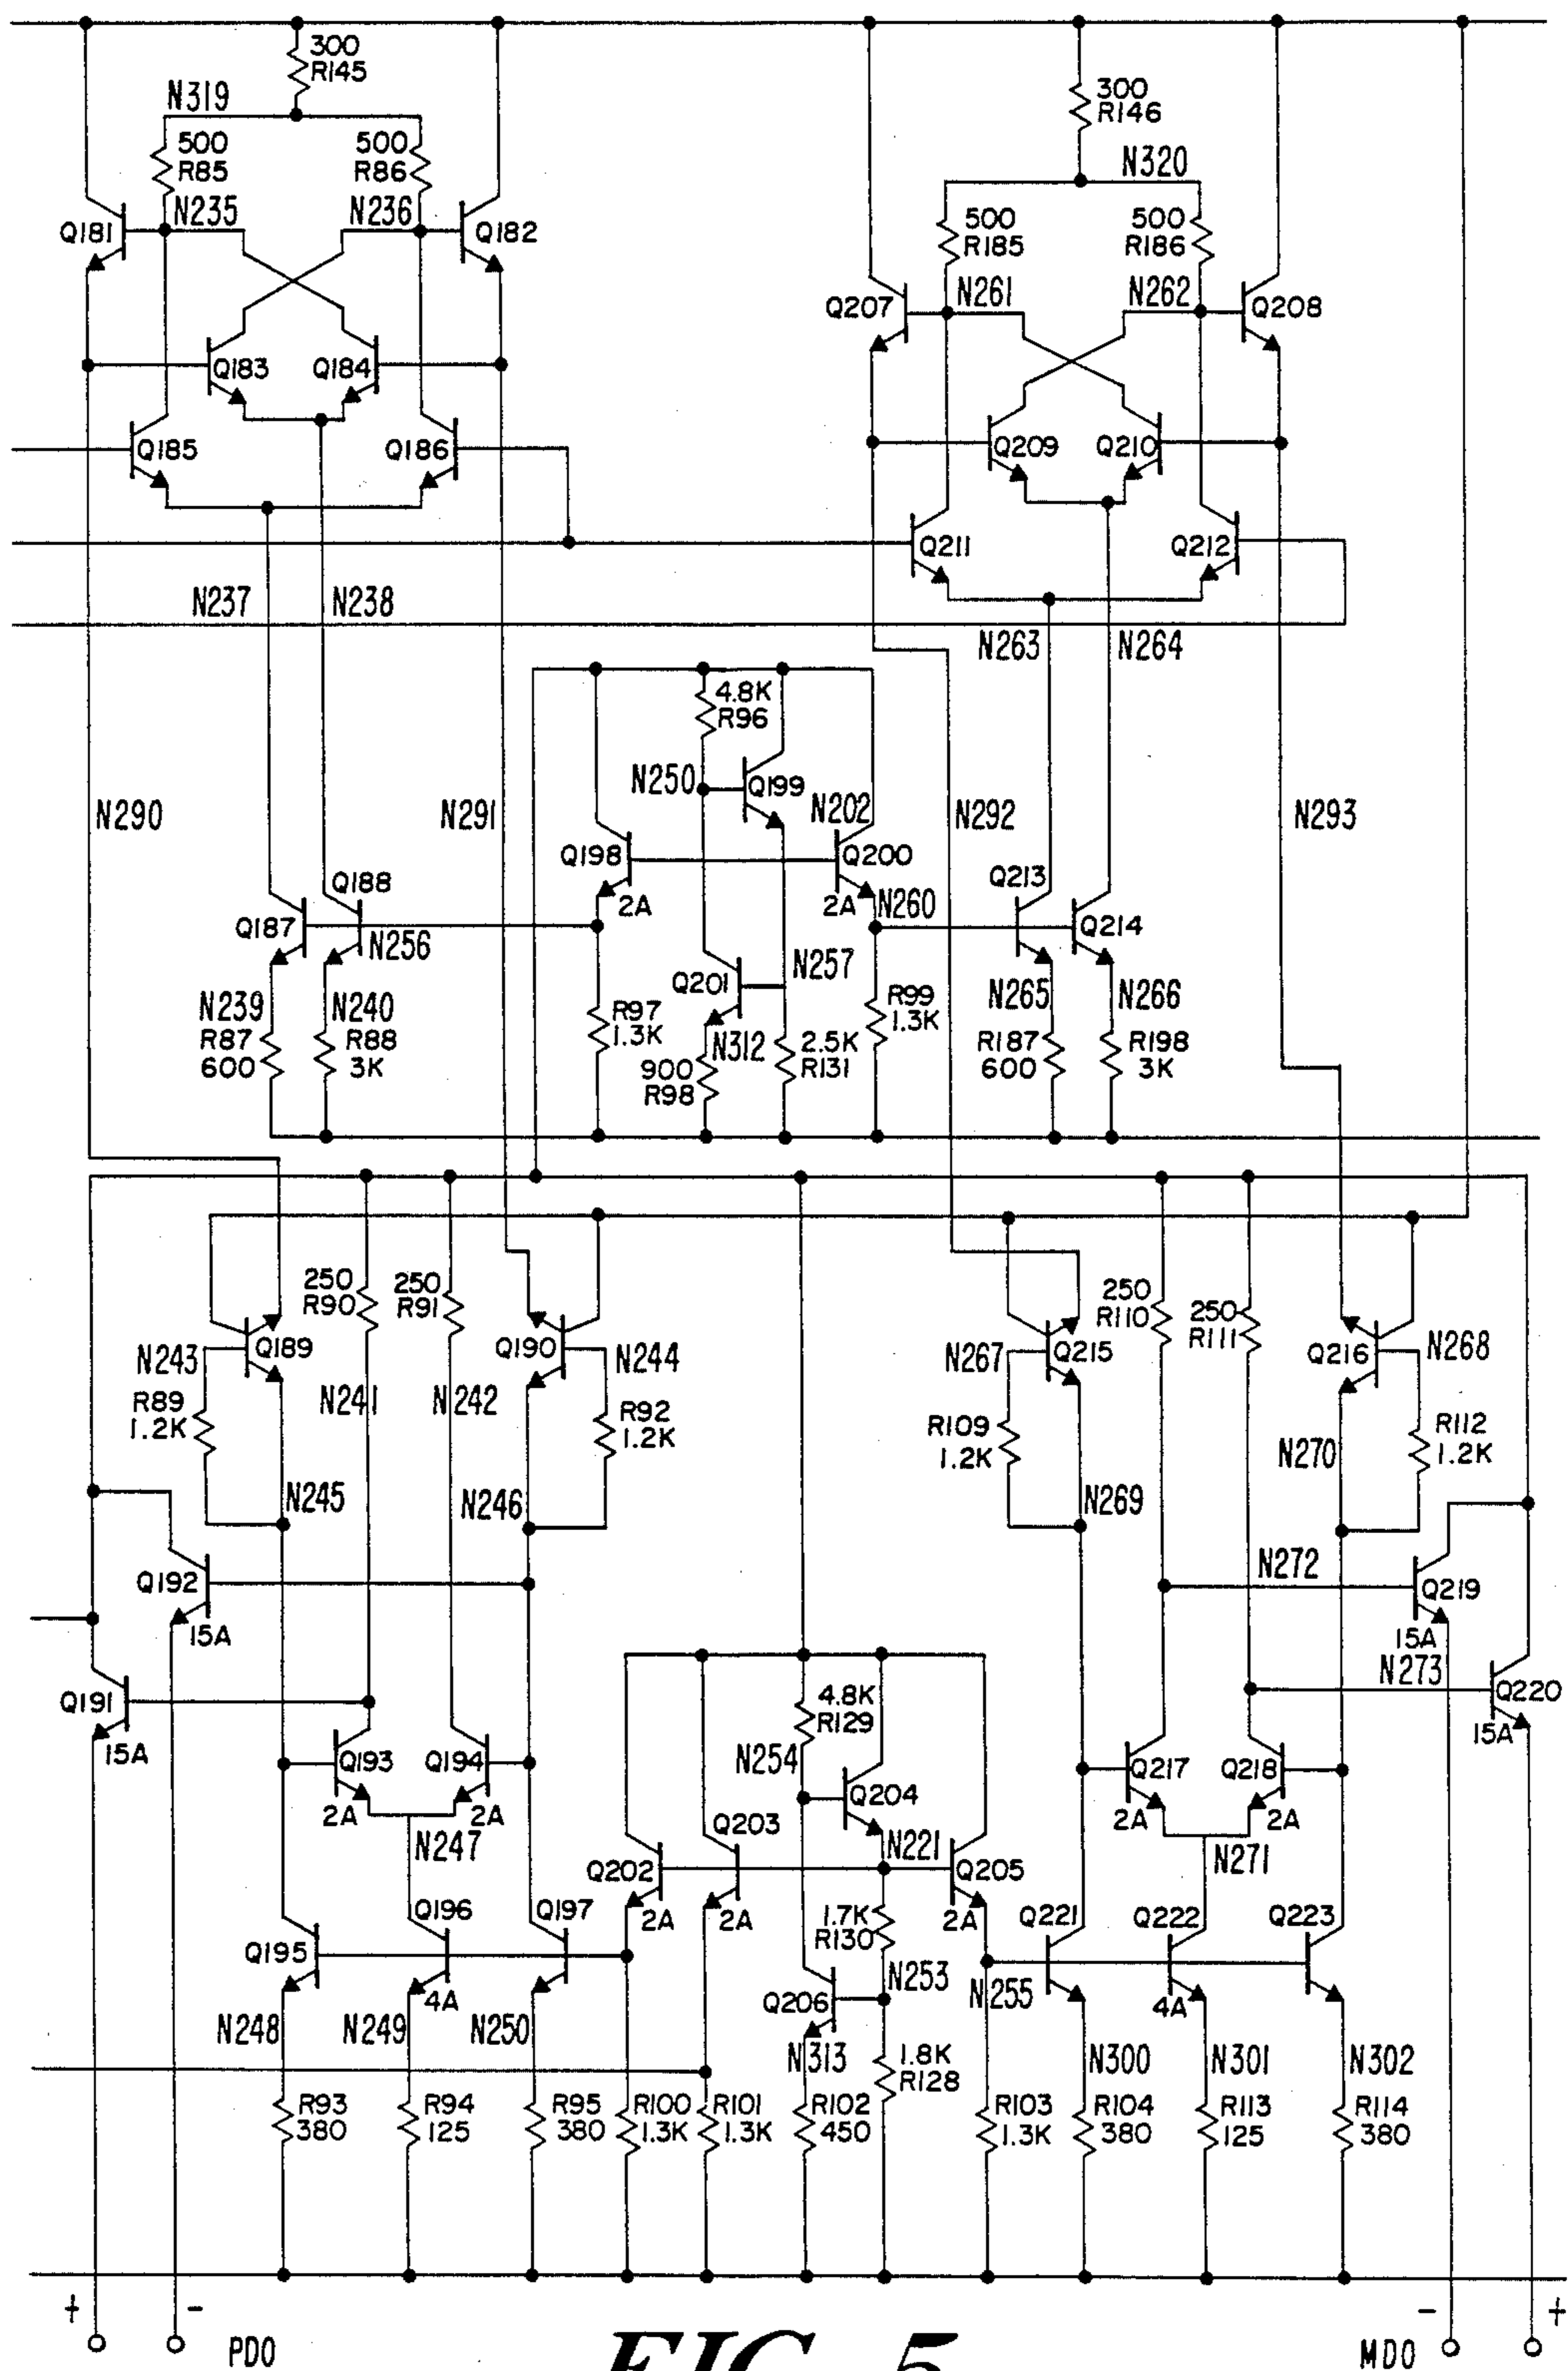 300
R145
N319
300
R146
500
R85
500
R86
N320
Q181
N235
N236
Q182
500
R185
500
R186
Q207
N261
N262
Q208
Q183
Q184
Q185
Q186
Q209
Q210
Q211
Q212
N237
N238
N263
N264
4.8K
R96
N250
Q199
N202
N290
N291
N292
N293
Q198
2A
Q200
2A
N260
Q188
Q187
N256
Q213
Q214
Q201
N257
N239
N240
R87
600
R88
3K
R97
1.3K
N312
900
R98
2.5K
R131
R99
1.3K
N265
N266
R187
600
R198
3K
250
R90
250
R91
250
R110
250
R111
N243
Q189
Q190
N244
N267
Q215
Q216
N268
R89
1.2K
N241
N242
R92
1.2K
R109
1.2K
N270
R112
1.2K
N245
N246
N269
Q192
15A
N272
Q219
15A
Q191
15A
N273
Q220
15A
4.8K
R129
N254
Q193
2A
Q194
2A
Q204
Q217
2A
Q218
2A
N247
Q203
2A
N221
N271
Q202
2A
Q205
2A
Q196
4A
Q197
1.7K
R130
Q221
Q222
4A
Q223
Q195
N253
Q206
N255
N248
N249
N250
N313
1.8K
R128
N300
N301
N302
R93
380
R94
125
R95
380
R100
1.3K
R101
1.3K
R102
450
R103
1.3K
R104
380
R113
125
R114
380
+
-
PDO
-
+
MDO
FIG. 5